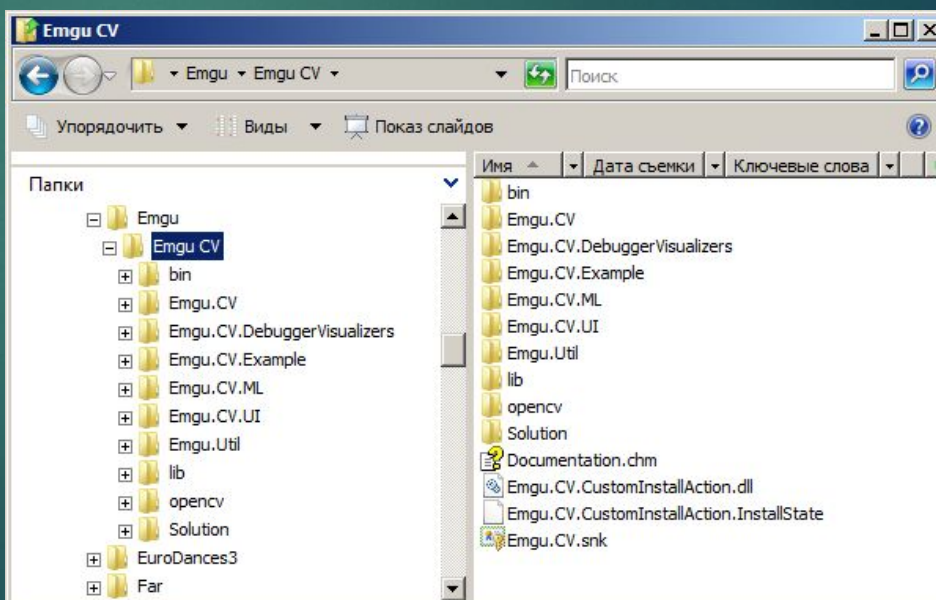 Emgu CV
Emgu Emgu CV Поиск
Упорядочить Виды Показ слайдов
Папки
Emgu
Emgu CV
bin
Emgu.CV
Emgu.CV.DebuggerVisualizers
Emgu.CV.Example
Emgu.CV.ML
Emgu.CV.UI
Emgu.Util
lib
opencv
Solution
EuroDances3
Far
Имя Дата съемки Ключевые слова
bin
Emgu.CV
Emgu.CV.DebuggerVisualizers
Emgu.CV.Example
Emgu.CV.ML
Emgu.CV.UI
Emgu.Util
lib
opencv
Solution
Documentation.chm
Emgu.CV.CustomInstallAction.dll
Emgu.CV.CustomInstallAction.InstallState
Emgu.CV.snk